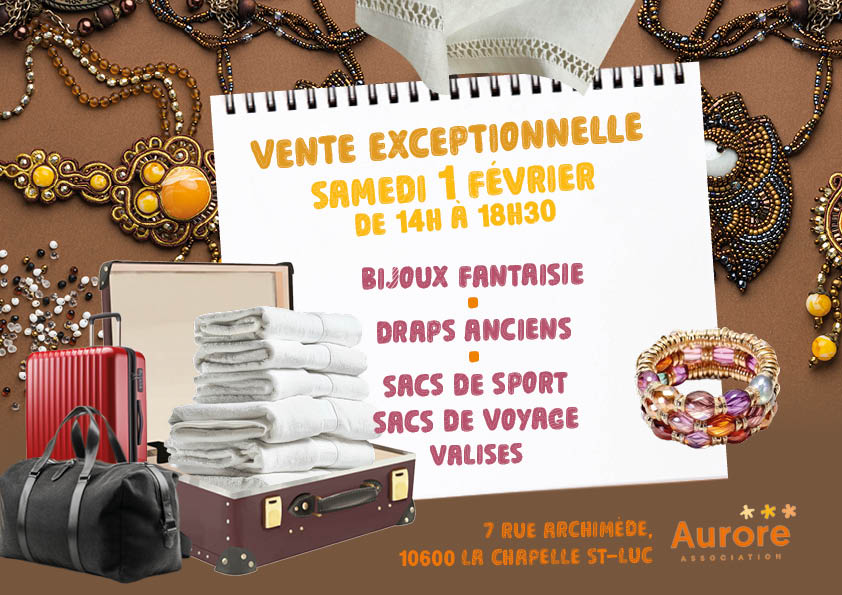 VENTE EXCEPTIONNELLE
SAMEDI 1 FÉVRIER
DE 14H À 18H30
BIJOUX FANTAISIE
DRAPS ANCIENS
SACS DE SPORT
SACS DE VOYAGE
VALISES
7 RUE ARCHIMÈDE,
10600 LA CHAPELLE ST-LUC
Aurore
ASSOCIATION